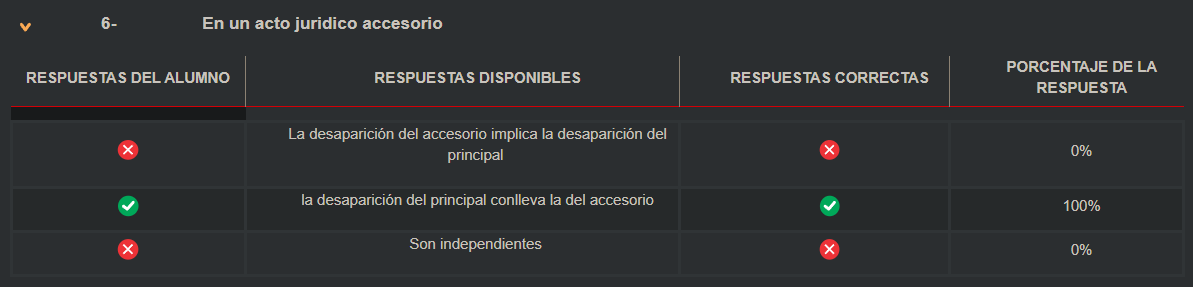 6- En un acto juridico accesorio
RESPUESTAS DEL ALUMNO RESPUESTAS DISPONIBLES RESPUESTAS CORRECTAS PORCENTAJE DE LA
RESPUESTA
La desaparición del accesorio implica la desaparición del
principal 0%
la desaparición del principal conlleva la del accesorio 100%
Son independientes 0%